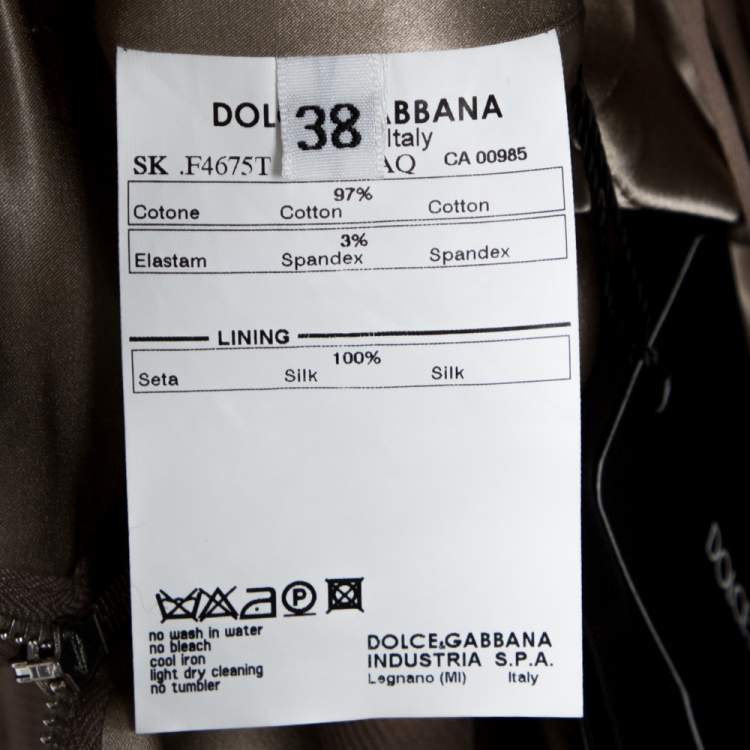 DOL ABBANA
38
Italy
SK .F4675T AQ CA 00985
97%
Cotone Cotton Cotton
3%
Elastam Spandex Spandex
LINING
100%
Seta Silk Silk
P
no wash in water
no bleach
cool iron
light dry cleaning
no tumbler
DOLCE&GABBANA
INDUSTRIA S.P.A.
Legnano (MI) Italy